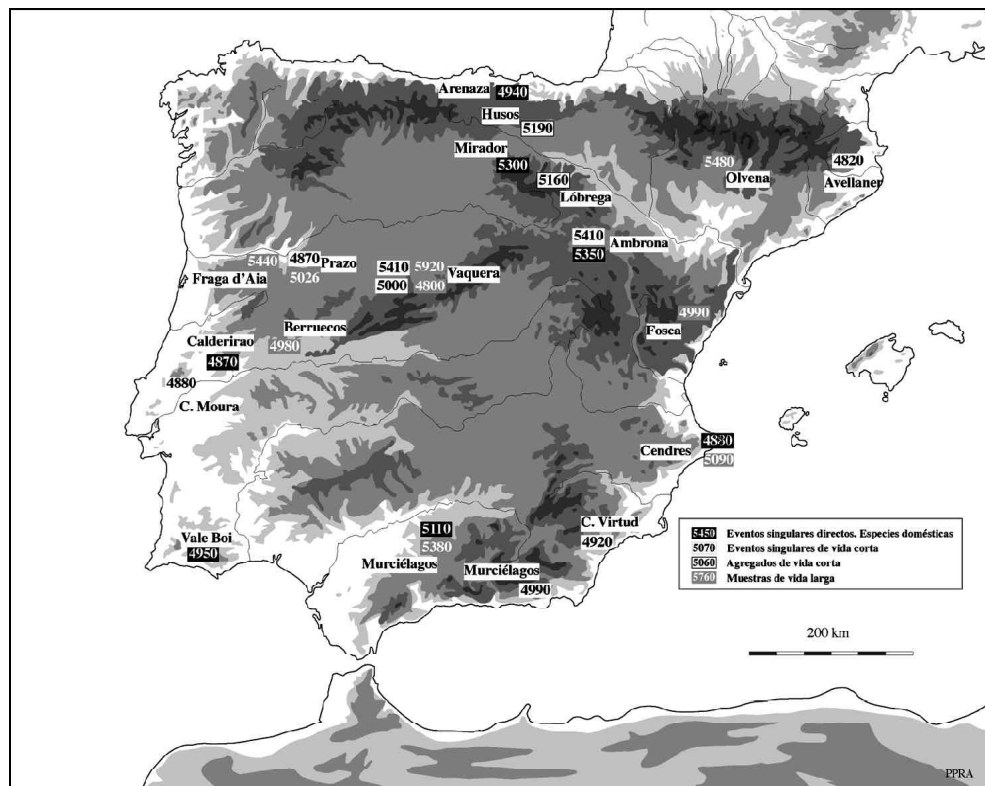 Arenaza 4940
Husos
5190
Mirador
5300
5160
Lóbrega
5480
Olvena
4820
Avellaner
5410
Ambrona
5350
5440
4870
Prazo
Fraga d'Aia
5026
5410 5920
Vaquera
5000 4800
4990
Fosca
Berruecos
4980
Calderirao
4870
4880
C. Moura
Cendres
4880
5090
C. Virtud
4920
Vale Boi
4950
5110
5380
Murciélagos
Murciélagos
4990
5450 Eventos singulares directos. Especies domésticas
5070 Eventos singulares de vida corta
5060 Agregados de vida corta
5760 Muestras de vida larga
200 km
PPRA